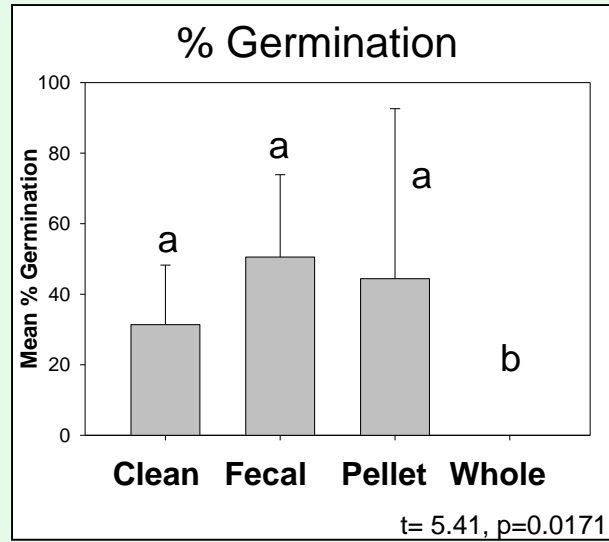 % Germination
Mean % Germination
100
80
60
40
20
0
a
a
a
b
Clean Fecal Pellet Whole
t= 5.41, p=0.0171